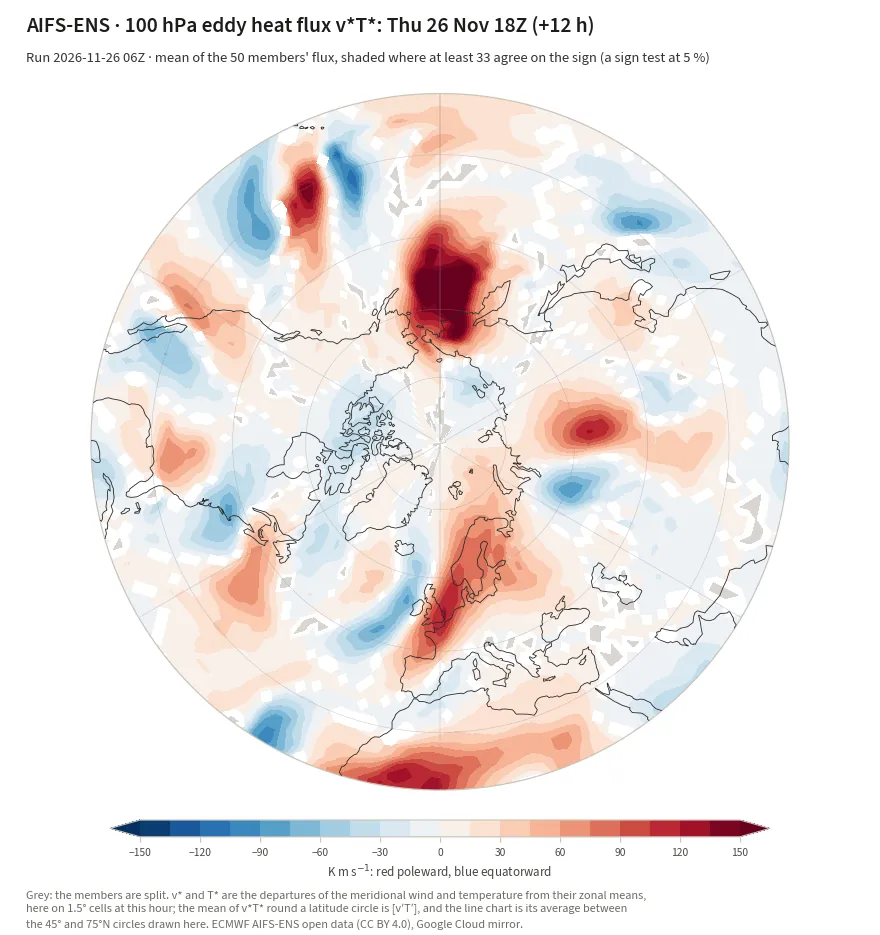 AIFS-ENS · 100 hPa eddy heat flux v*T*: Thu 26 Nov 18Z (+12 h)
Run 2026-11-26 06Z · mean of the 50 members' flux, shaded where at least 33 agree on the sign (a sign test at 5 %)
−150 −120 −90 −60 −30 0 30 60 90 120 150
K m s⁻¹: red poleward, blue equatorward
Grey: the members are split. v* and T* are the departures of the meridional wind and temperature from their zonal means,
here on 1.5° cells at this hour; the mean of v*T* round a latitude circle is [v'T'], and the line chart is its average between
the 45° and 75°N circles drawn here. ECMWF AIFS-ENS open data (CC BY 4.0), Google Cloud mirror.